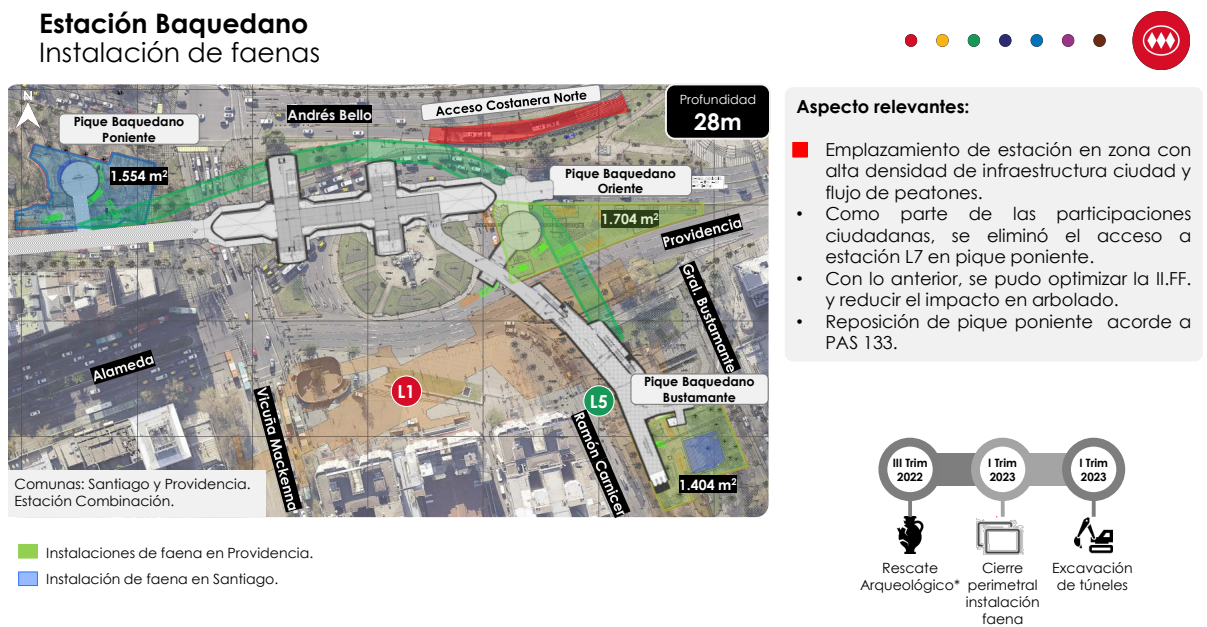 Estación Baquedano
Instalación de faenas
N
Pique Baquedano
Poniente
1.554 m²
Andrés Bello
Acceso Costanera Norte
Profundidad
28m
Pique Baquedano
Oriente
1.704 m²
Providencia
Gral. Bustamante
Alameda
Vicuña Mackenna
L1
L5
Ramón Carnicer
Pique Baquedano
Bustamante
1.404 m²
Comunas: Santiago y Providencia.
Estación Combinación.
Instalaciones de faena en Providencia.
Instalación de faena en Santiago.
Aspecto relevantes:
Emplazamiento de estación en zona con
alta densidad de infraestructura ciudad y
flujo de peatones.
• Como parte de las participaciones
ciudadanas, se eliminó el acceso a
estación L7 en pique poniente.
• Con lo anterior, se pudo optimizar la II.FF.
y reducir el impacto en arbolado.
• Reposición de pique poniente acorde a
PAS 133.
III Trim
2022
I Trim
2023
I Trim
2023
Rescate
Arqueológico*
Cierre
perimetral
instalación
faena
Excavación
de túneles